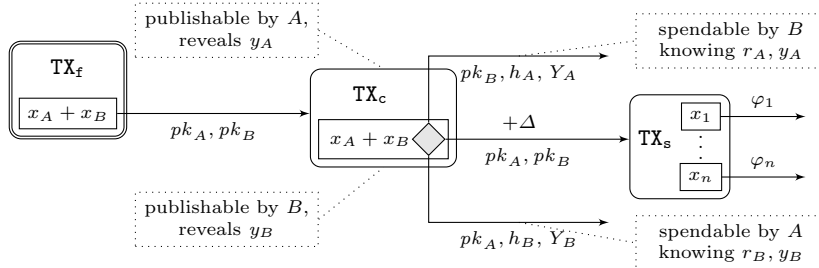 publishable by A,
reveals y_A
spendable by B
knowing r_A, y_A
TX_f
x_A + x_B
pk_A, pk_B
TX_c
x_A + x_B
pk_B, h_A, Y_A
+Δ
pk_A, pk_B
TX_s
x_1
⋮
x_n
φ_1
φ_n
publishable by B,
reveals y_B
pk_A, h_B, Y_B
spendable by A
knowing r_B, y_B